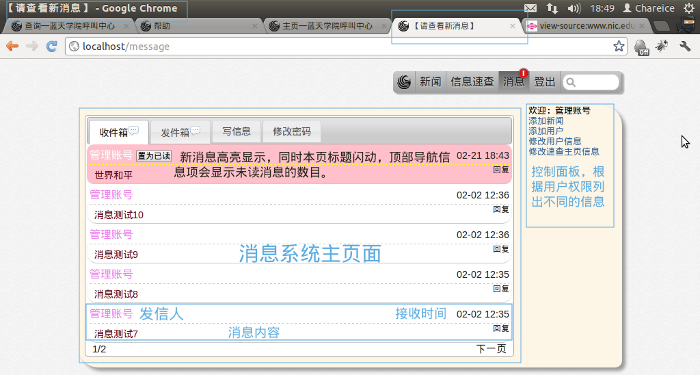 【请查看新消息】 - Google Chrome
18:49
Chareice
查询—蓝天学院呼叫中心
帮助
主页—蓝天学院呼叫中心
【请查看新消息】
view-source:www.nic.edu
localhost/message
新闻
信息速查
消息
1
登出
收件箱
发件箱
写信息
修改密码
欢迎：管理账号
添加新闻
添加用户
修改用户信息
修改速查主页信息
控制面板，根
据用户权限列
出不同的信息
管理账号
置为已读
新消息高亮显示，同时本页标题闪动，顶部导航信
息项会显示未读消息的数目。
02-21 18:43
世界和平
回复
管理账号
02-02 12:36
消息测试10
回复
管理账号
02-02 12:36
消息测试9
回复
消息系统主页面
管理账号
02-02 12:35
消息测试8
回复
管理账号
发信人
接收时间
02-02 12:35
消息测试7
消息内容
回复
1/2
下一页